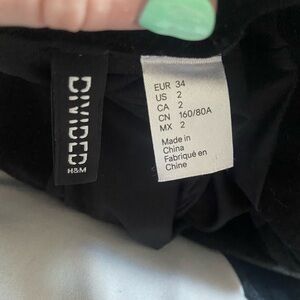 DIVIDED
H&M
EUR 34
US 2
CA 2
CN 160/80A
MX 2
Made in
China
Fabriqué en
Chine